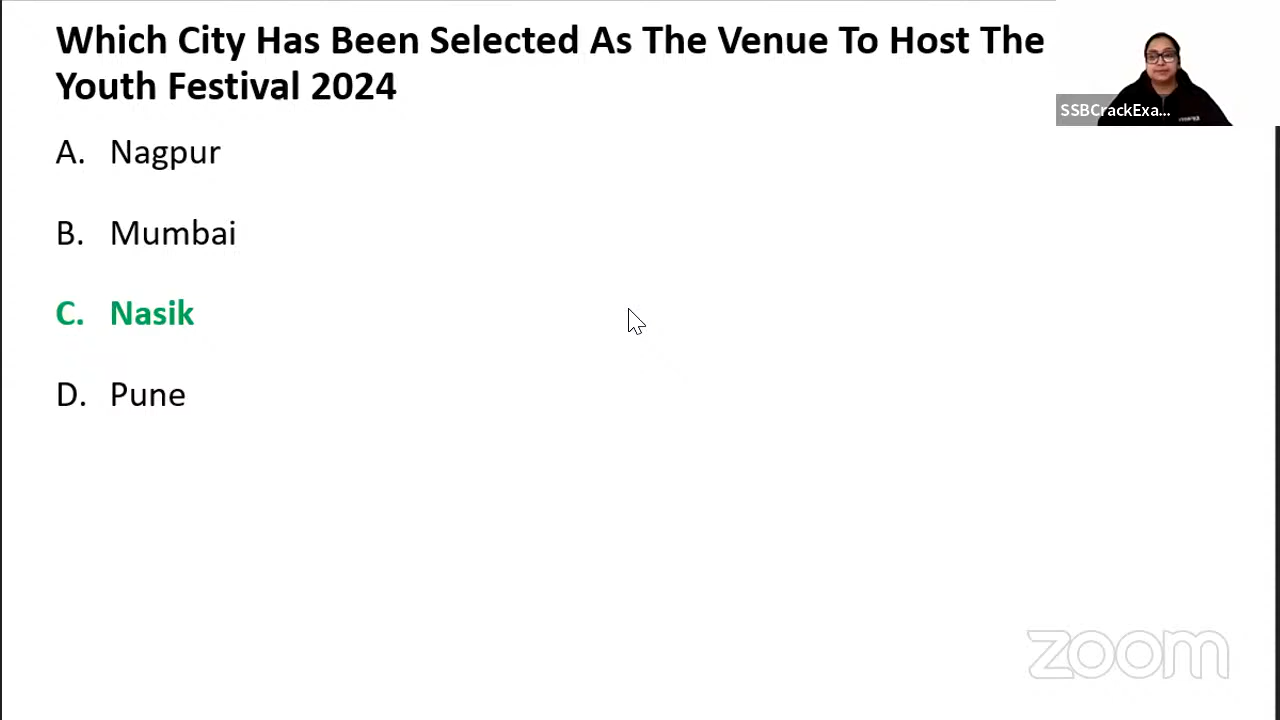 Which City Has Been Selected As The Venue To Host The
Youth Festival 2024
SSBCrackExa...
A. Nagpur
B. Mumbai
C. Nasik
D. Pune
zoom